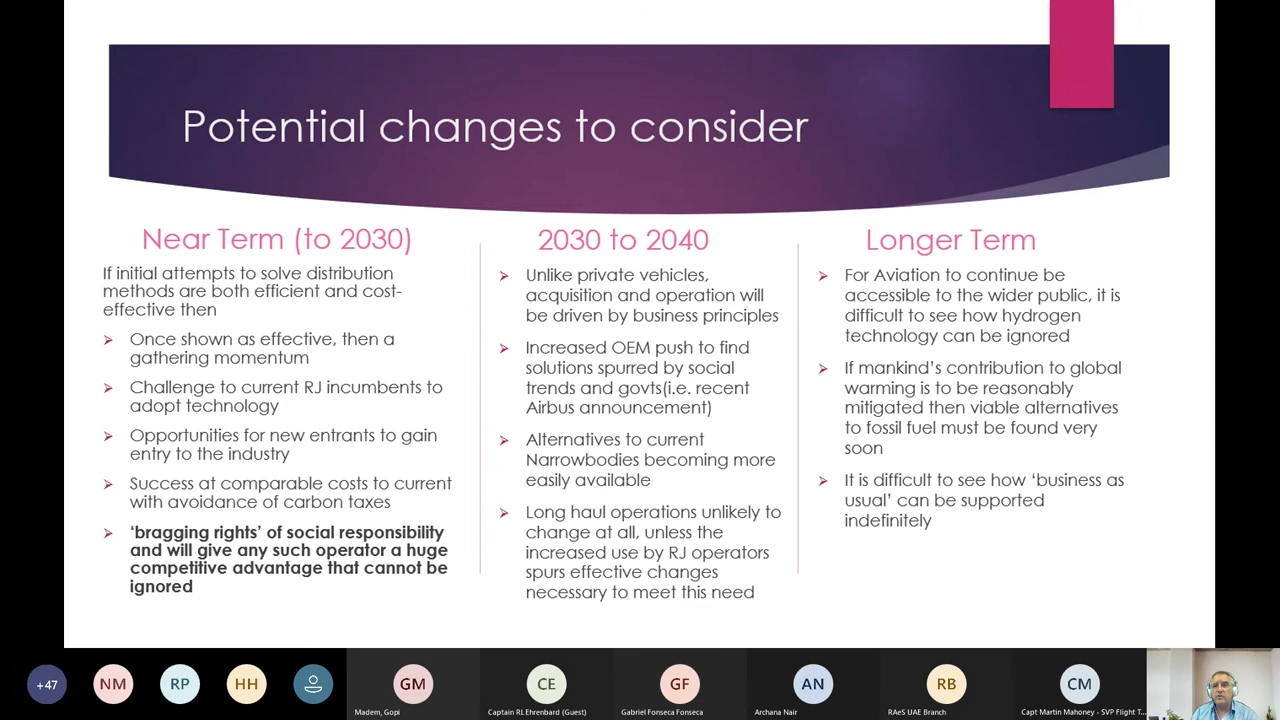 Potential changes to consider
Near Term (to 2030)
If initial attempts to solve distribution
methods are both efficient and cost-
effective then
Once shown as effective, then a
gathering momentum
Challenge to current RJ incumbents to
adopt technology
Opportunities for new entrants to gain
entry to the industry
Success at comparable costs to current
with avoidance of carbon taxes
‘bragging rights’ of social responsibility
and will give any such operator a huge
competitive advantage that cannot be
ignored
2030 to 2040
Unlike private vehicles,
acquisition and operation will
be driven by business principles
Increased OEM push to find
solutions spurred by social
trends and govts(i.e. recent
Airbus announcement)
Alternatives to current
Narrowbodies becoming more
easily available
Long haul operations unlikely to
change at all, unless the
increased use by RJ operators
spurs effective changes
necessary to meet this need
Longer Term
For Aviation to continue be
accessible to the wider public, it is
difficult to see how hydrogen
technology can be ignored
If mankind’s contribution to global
warming is to be reasonably
mitigated then viable alternatives
to fossil fuel must be found very
soon
It is difficult to see how ‘business as
usual’ can be supported
indefinitely
+47
NM
RP
HH
GM
CE
GF
AN
RB
CM
Madem, Gopi
Captain RL Ehrenbard (Guest)
Gabriel Fonseca Fonseca
Archana Nair
RAeS UAE Branch
Capt Martin Mahoney - SVP Flight T...